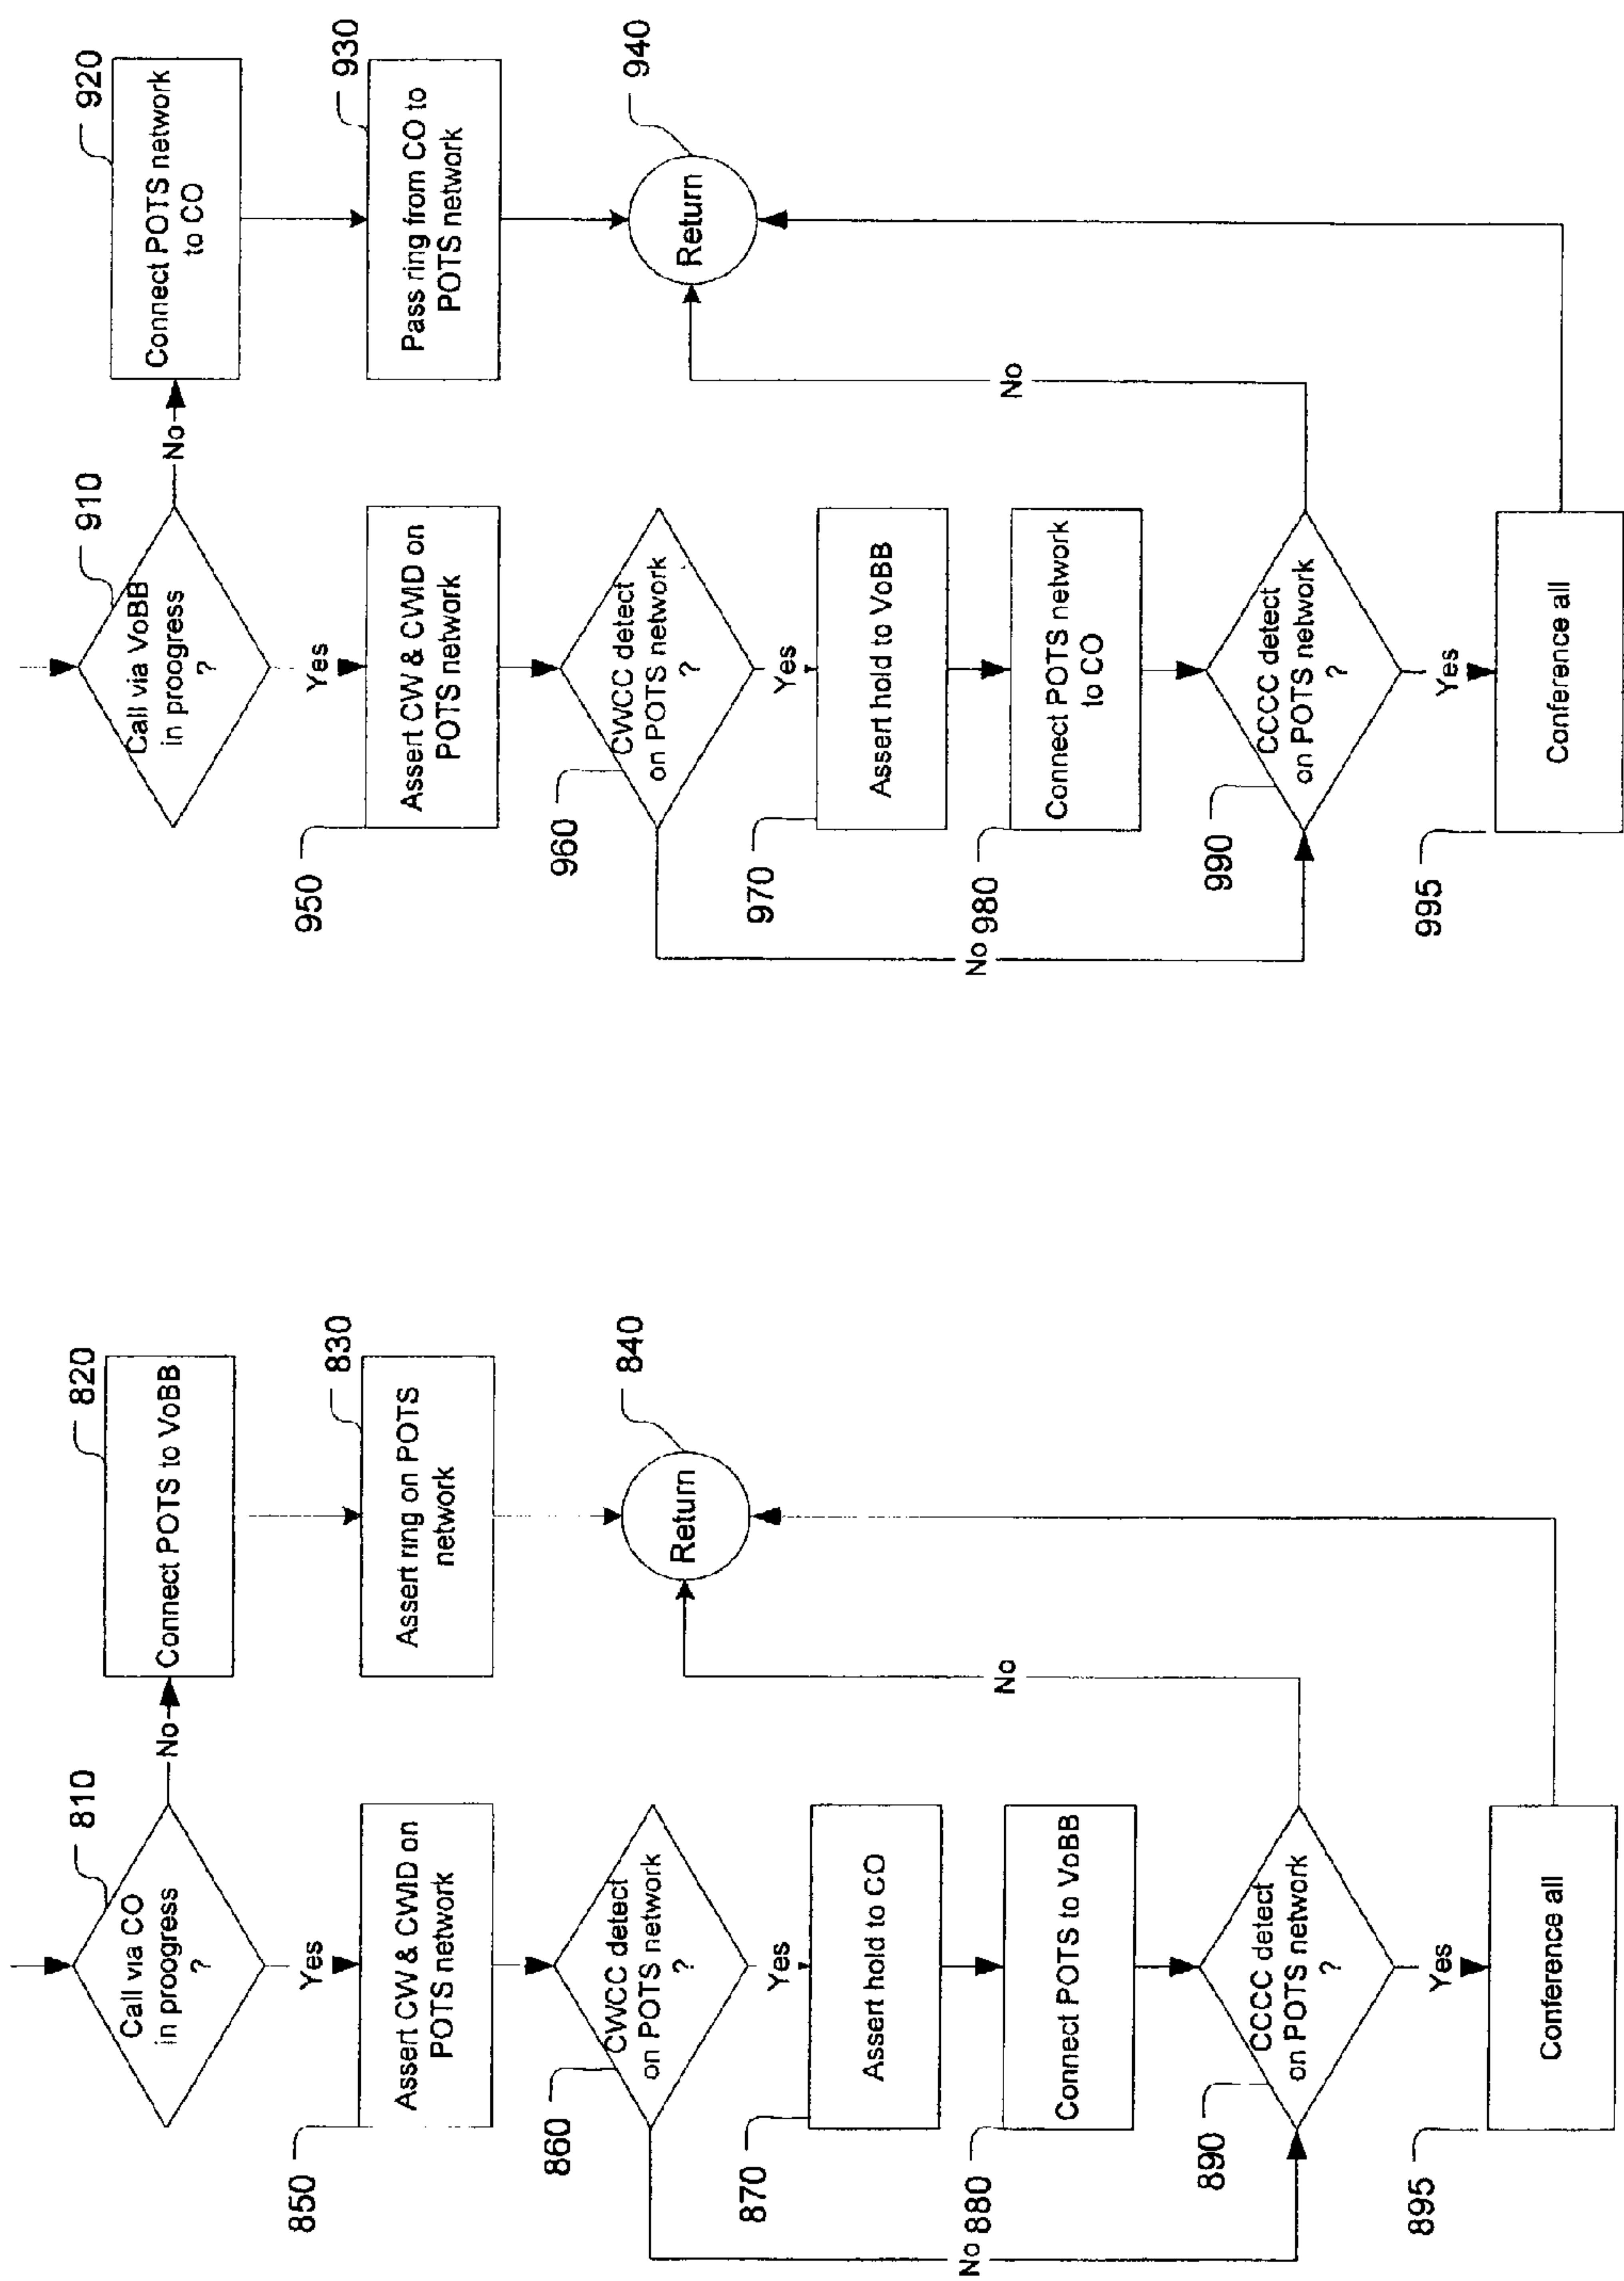 810
Call via CO
in proogress
?
No
820
Connect POTS to VoBB
830
Assert ring on POTS
network
840
Return
Yes
850
Assert CW & CWID on
POTS network
860
CWCC detect
on POTS network
?
Yes
No
870
Assert hold to CO
880
Connect POTS to VoBB
890
CCCC detect
on POTS network
?
No
Yes
895
Conference all
910
Call via VoBB
in proogress
?
No
920
Connect POTS network
to CO
930
Pass ring from CO to
POTS network
940
Return
Yes
950
Assert CW & CWID on
POTS network
960
CWCC detect
on POTS network
?
Yes
No
970
Assert hold to VoBB
980
Connect POTS network
to CO
990
CCCC detect
on POTS network
?
No
Yes
995
Conference all